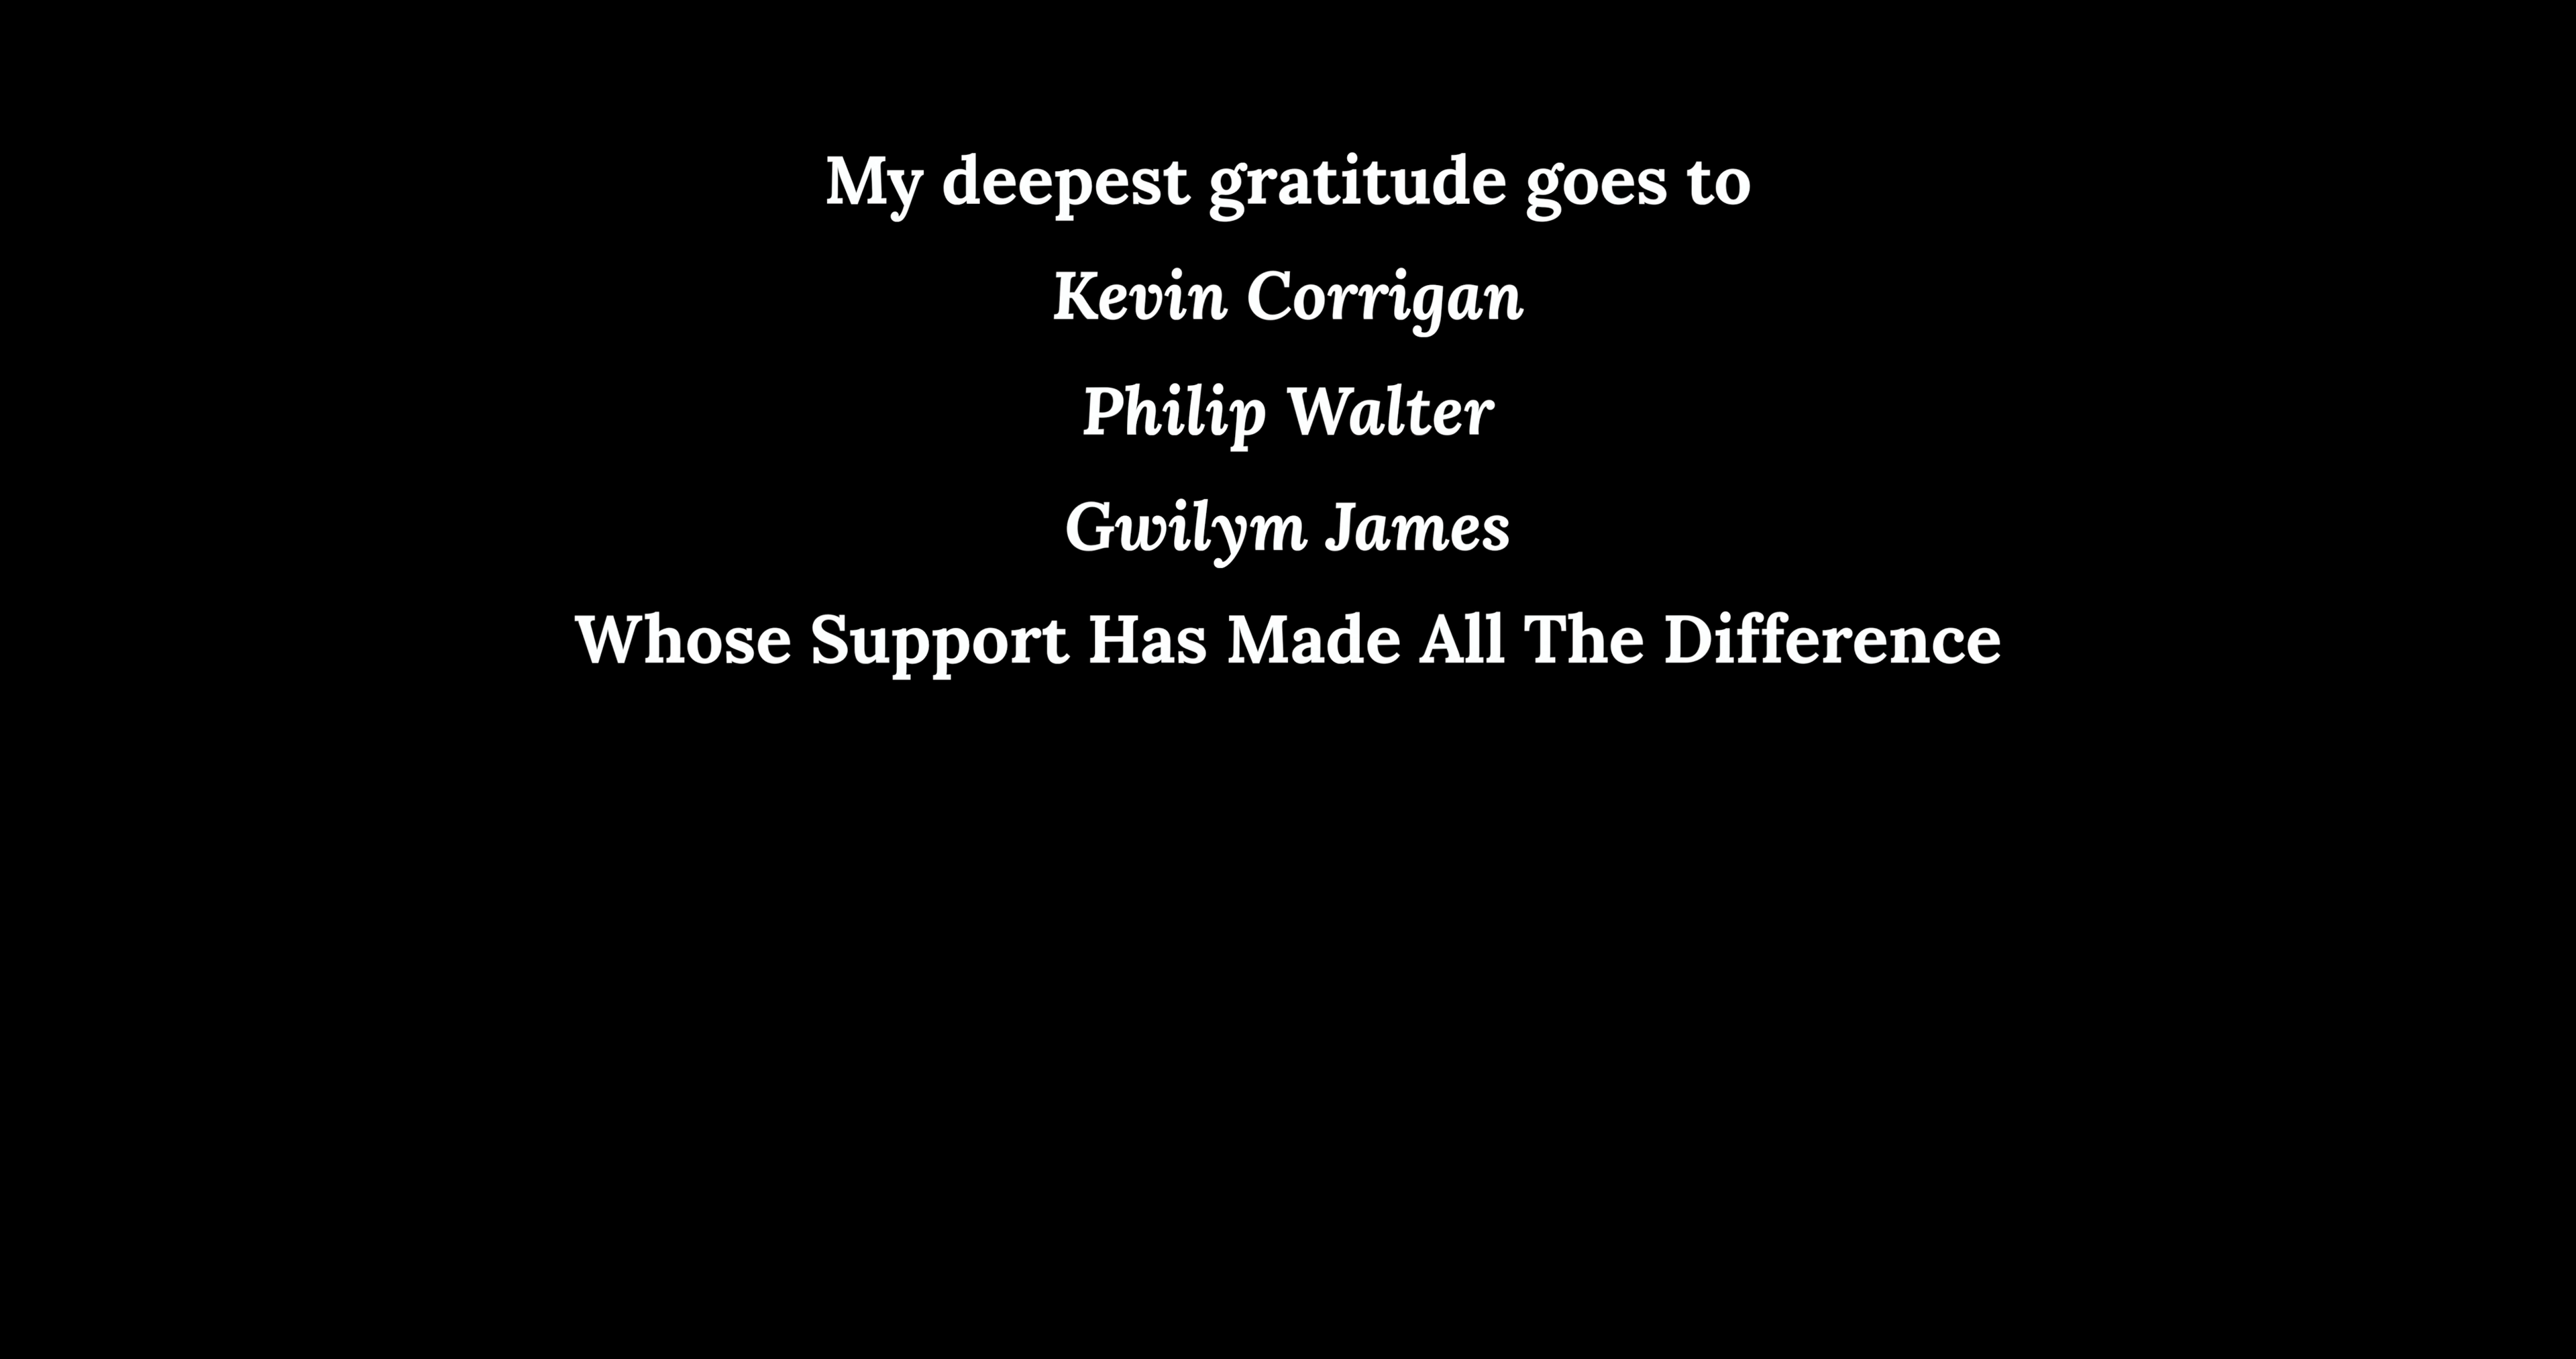 My deepest gratitude goes to
Kevin Corrigan
Philip Walter
Gwilym James
Whose Support Has Made All The Difference